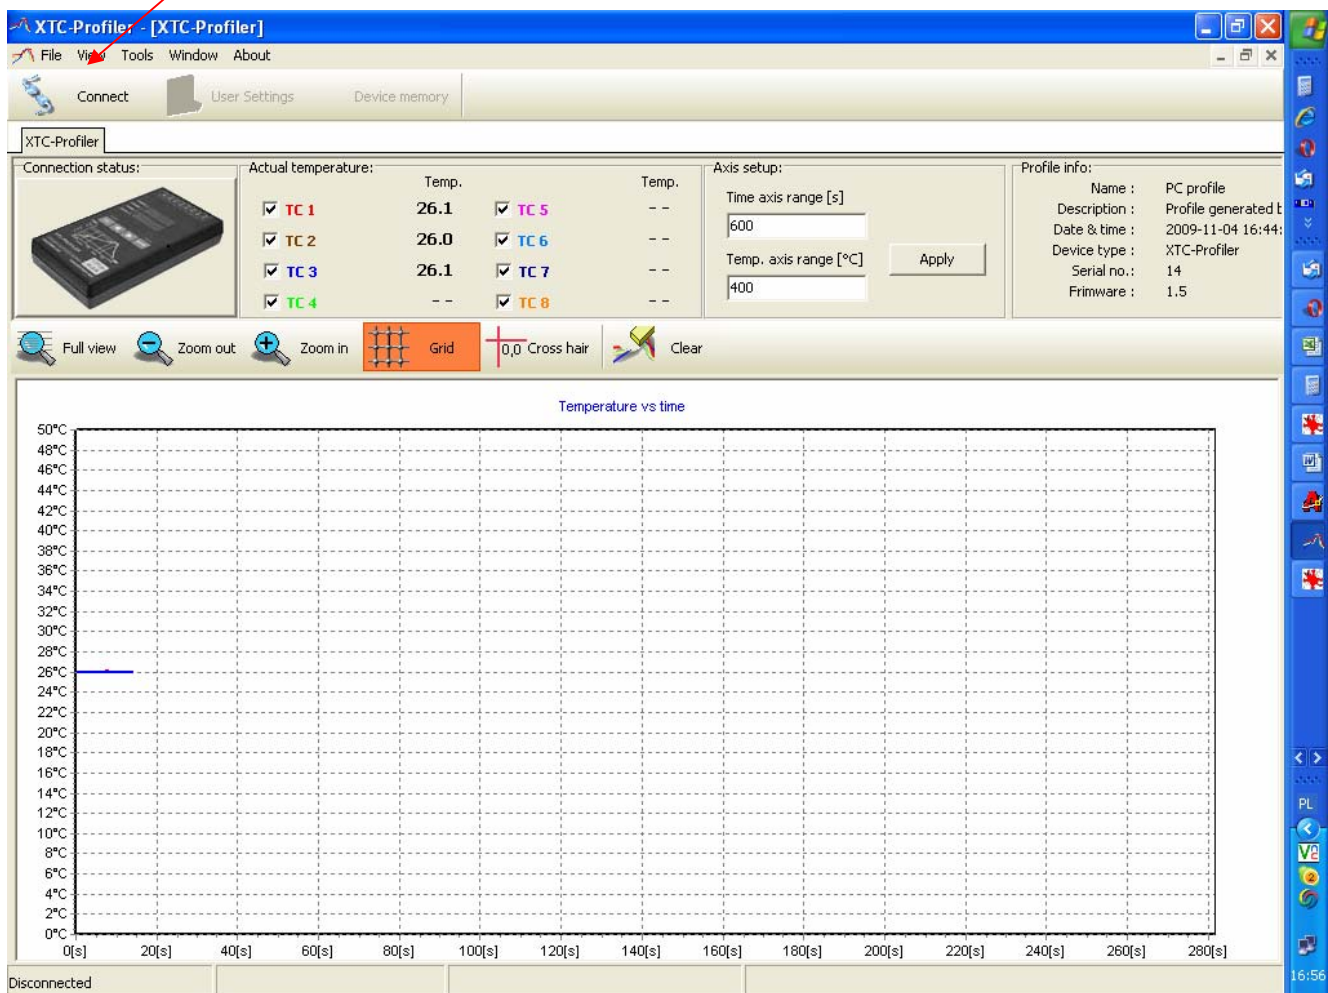 XTC-Profiler - [XTC-Profiler]
File View Tools Window About
Connect User Settings Device memory
XTC-Profiler
Connection status: Actual temperature: Axis setup: Profile info:
Temp. Temp.
TC 1 26.1 TC 5 - -
TC 2 26.0 TC 6 - -
TC 3 26.1 TC 7 - -
TC 4 - - TC 8 - -
Time axis range [s]
600
Temp. axis range [°C]
400
Apply
Name : PC profile
Description : Profile generated
Date & time : 2009-11-04 16:44:
Device type : XTC-Profiler
Serial no.: 14
Frimware : 1.5
Full view Zoom out Zoom in Grid 0,0 Cross hair Clear
Temperature vs time
50°C
48°C
46°C
44°C
42°C
40°C
38°C
36°C
34°C
32°C
30°C
28°C
26°C
24°C
22°C
20°C
18°C
16°C
14°C
12°C
10°C
8°C
6°C
4°C
2°C
0°C
0[s] 20[s] 40[s] 60[s] 80[s] 100[s] 120[s] 140[s] 160[s] 180[s] 200[s] 220[s] 240[s] 260[s] 280[s]
Disconnected
PL
16:56